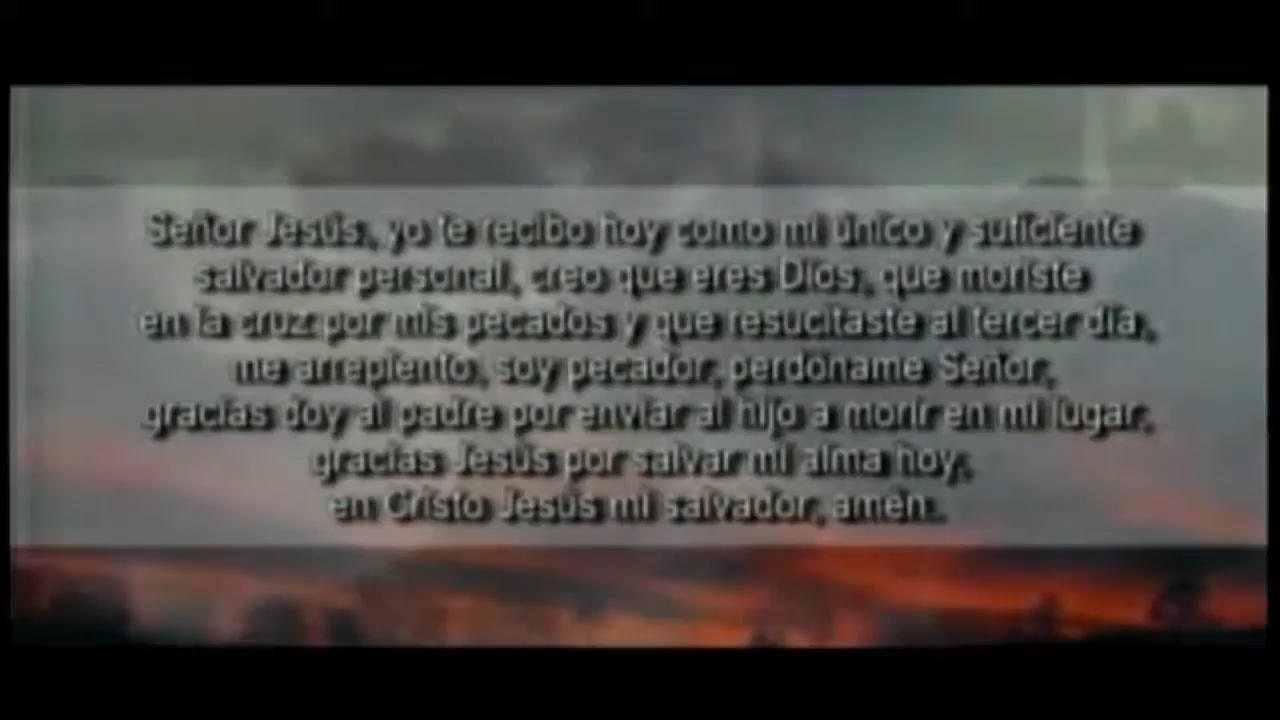 Señor Jesús, yo te recibo hoy como mi único y suficiente
salvador personal, creo que eres Dios, que moriste
en la cruz por mis pecados y que resucitaste al tercer día,
me arrepiento, soy pecador, perdóname Señor,
gracias doy al padre por enviar al hijo a morir en mi lugar,
gracias Jesús por salvar mi alma hoy,
en Cristo Jesús mi salvador, amén.